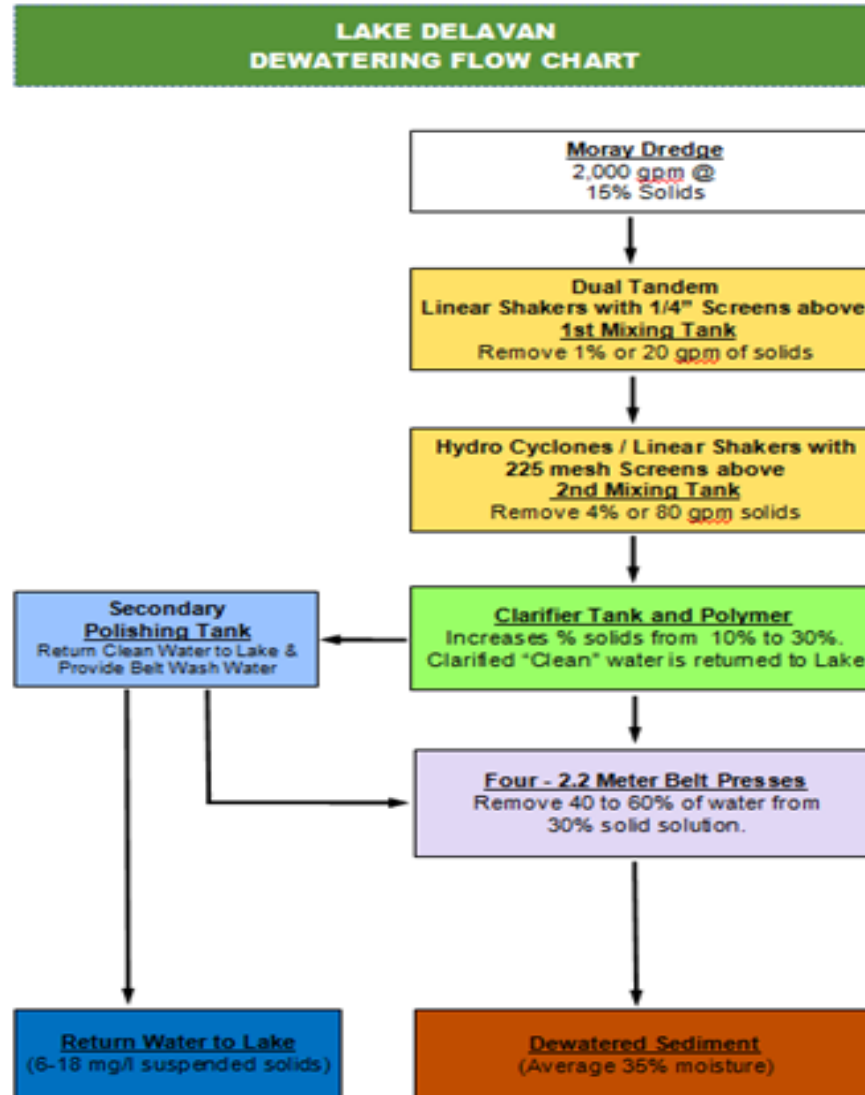 LAKE DELAVAN
DEWATERING FLOW CHART
Moray Dredge
2,000 gpm @
15% Solids
Dual Tandem
Linear Shakers with 1/4" Screens above
1st Mixing Tank
Remove 1% or 20 gpm of solids
Hydro Cyclones / Linear Shakers with
225 mesh Screens above
2nd Mixing Tank
Remove 4% or 80 gpm solids
Secondary
Polishing Tank
Return Clean Water to Lake &
Provide Belt Wash Water
Clarifier Tank and Polymer
Increases % solids from 10% to 30%.
Clarified “Clean” water is returned to Lake
Four - 2.2 Meter Belt Presses
Remove 40 to 60% of water from
30% solid solution.
Return Water to Lake
(6-18 mg/l suspended solids)
Dewatered Sediment
(Average 35% moisture)